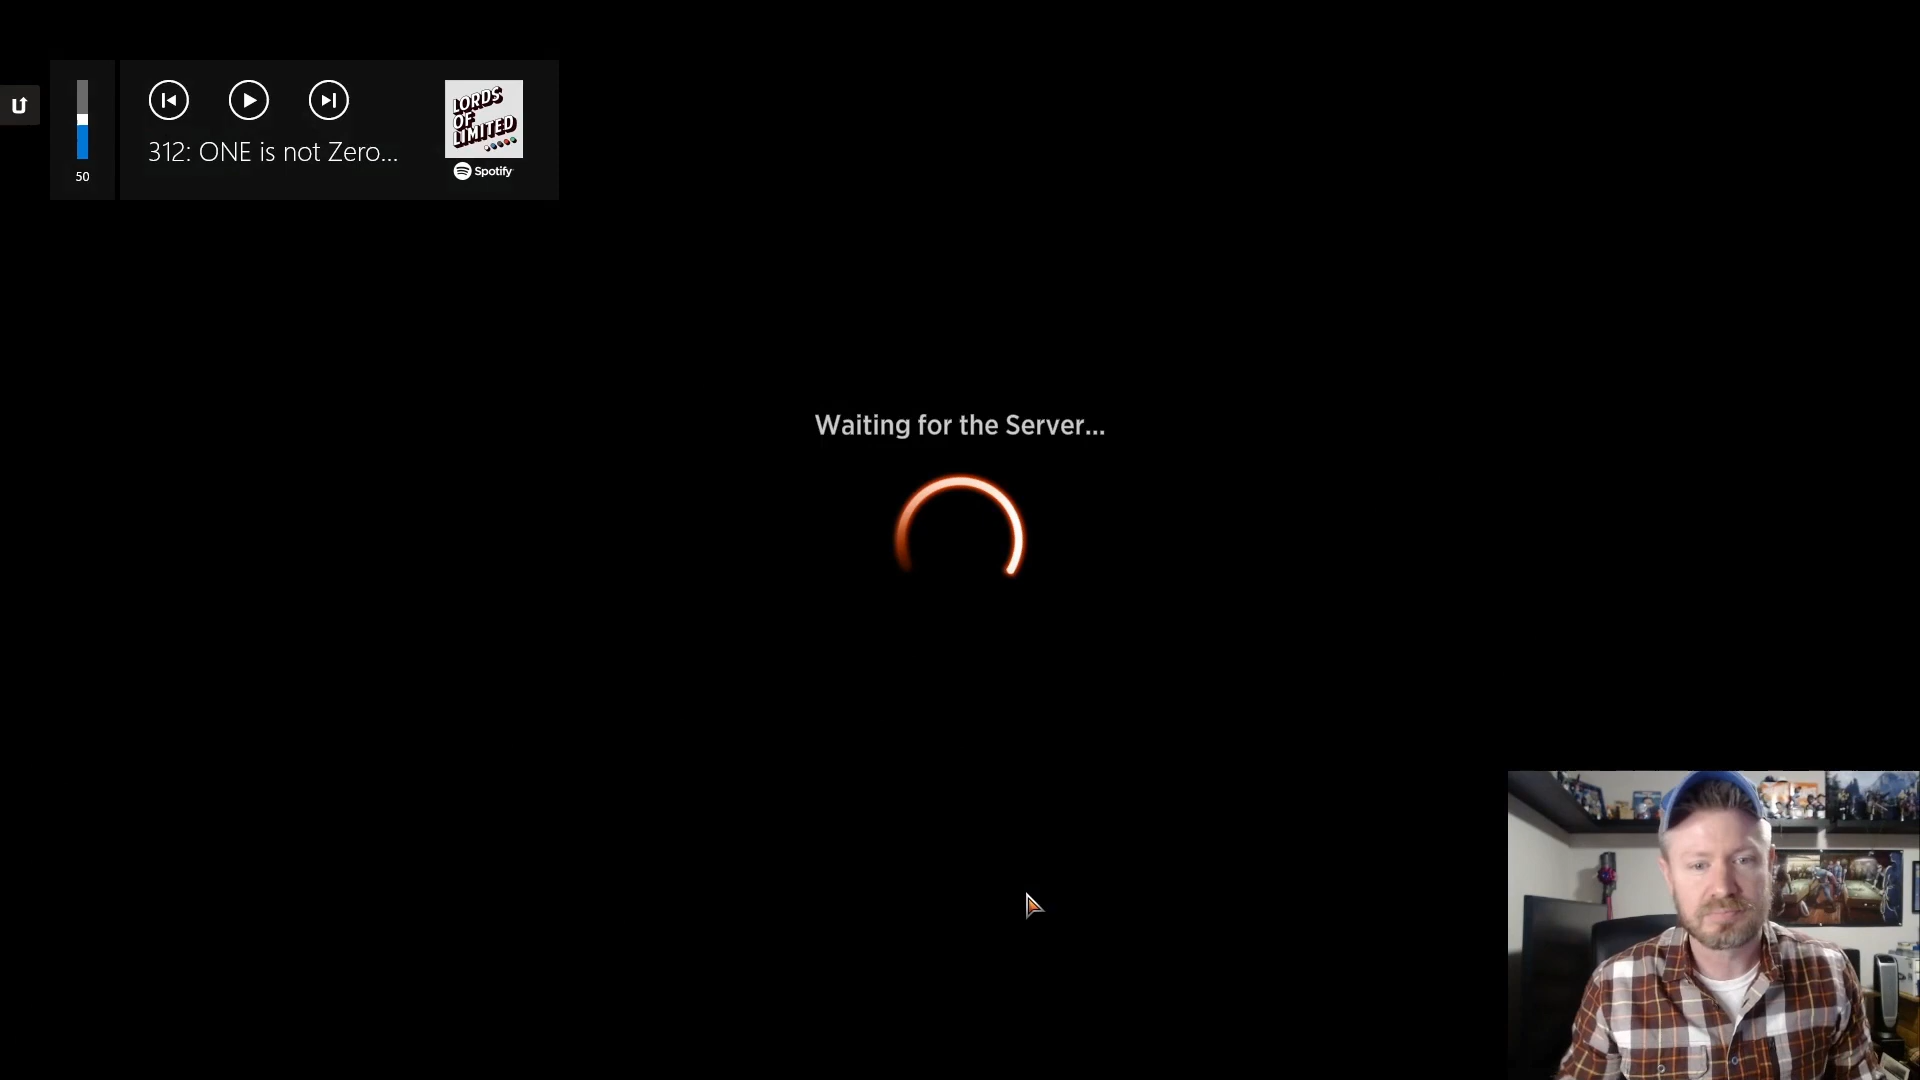 312: ONE is not Zero...
50
LORDS
OF
LIMITED
Spotify
Waiting for the Server...